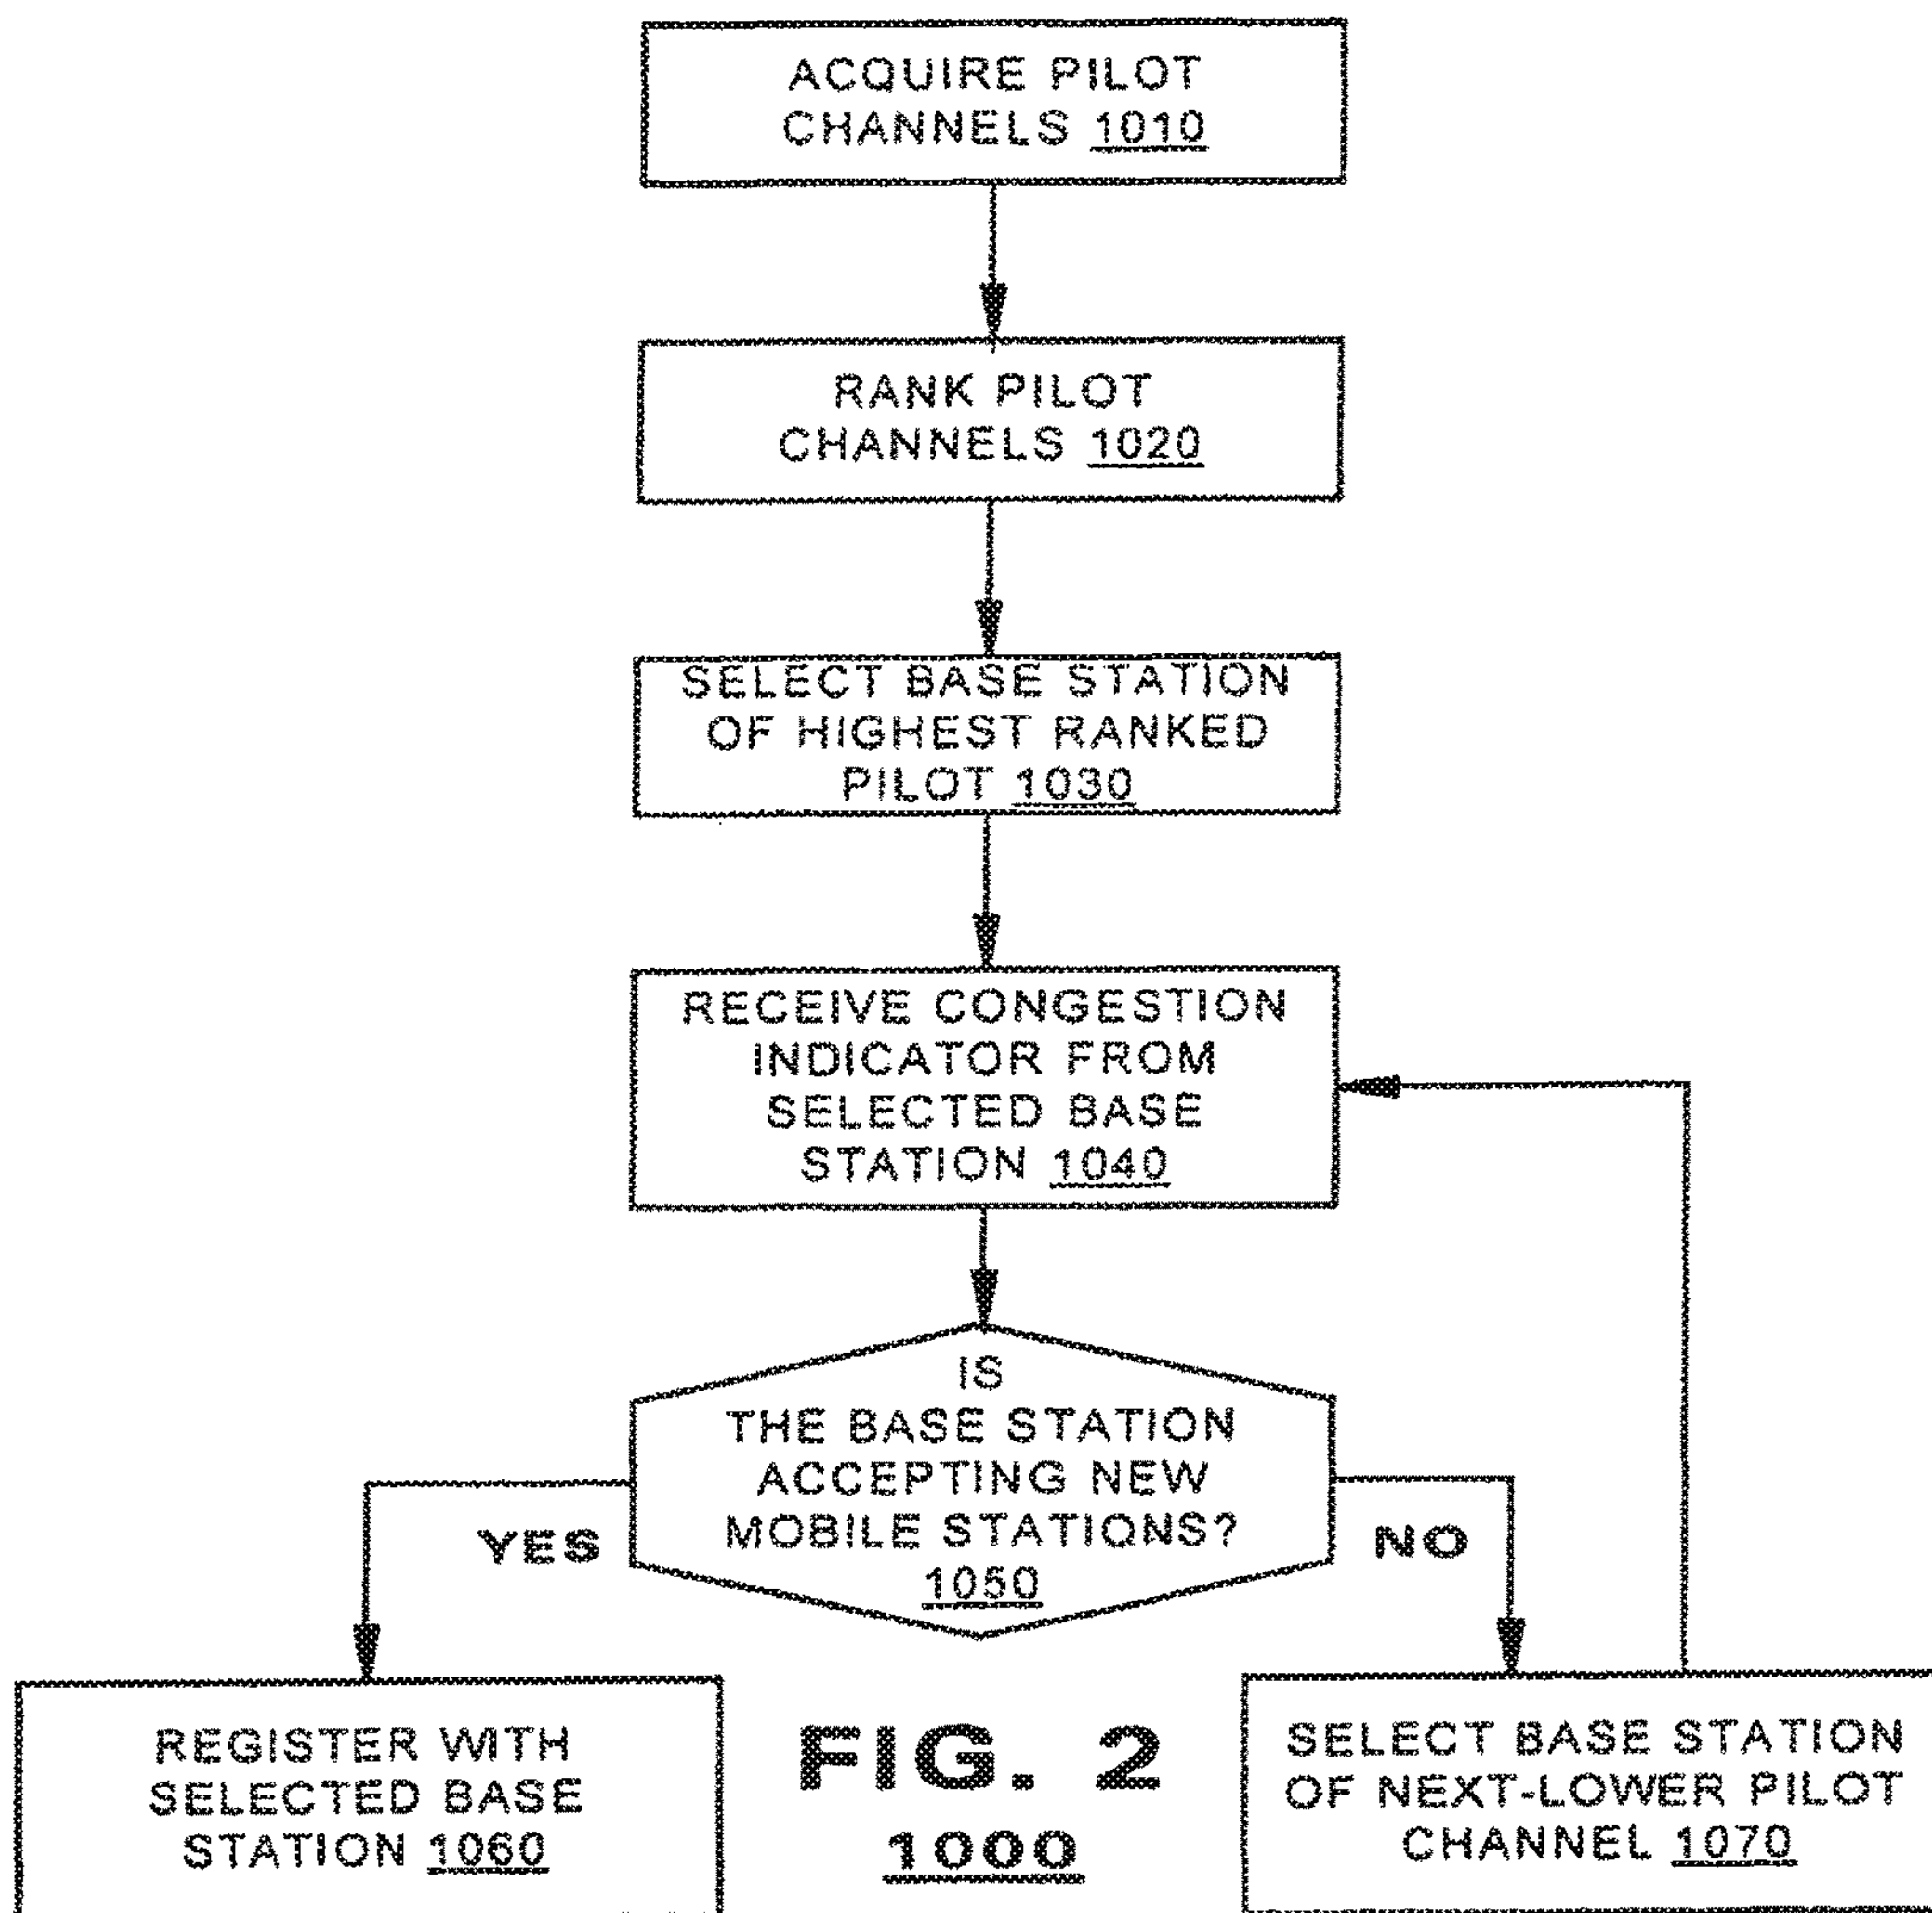 ACQUIRE PILOT
CHANNELS 1010
RANK PILOT
CHANNELS 1020
SELECT BASE STATION
OF HIGHEST RANKED
PILOT 1030
RECEIVE CONGESTION
INDICATOR FROM
SELECTED BASE
STATION 1040
IS
THE BASE STATION
ACCEPTING NEW
MOBILE STATIONS?
1050
YES
NO
REGISTER WITH
SELECTED BASE
STATION 1060
FIG. 2
1000
SELECT BASE STATION
OF NEXT-LOWER PILOT
CHANNEL 1070